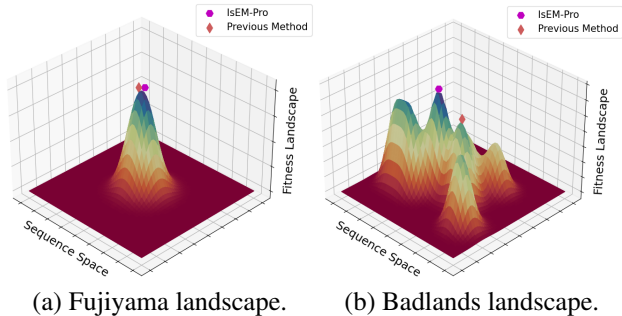 IsEM-Pro
Previous Method
Fitness Landscape
Sequence Space
(a) Fujiyama landscape.
IsEM-Pro
Previous Method
Fitness Landscape
Sequence Space
(b) Badlands landscape.